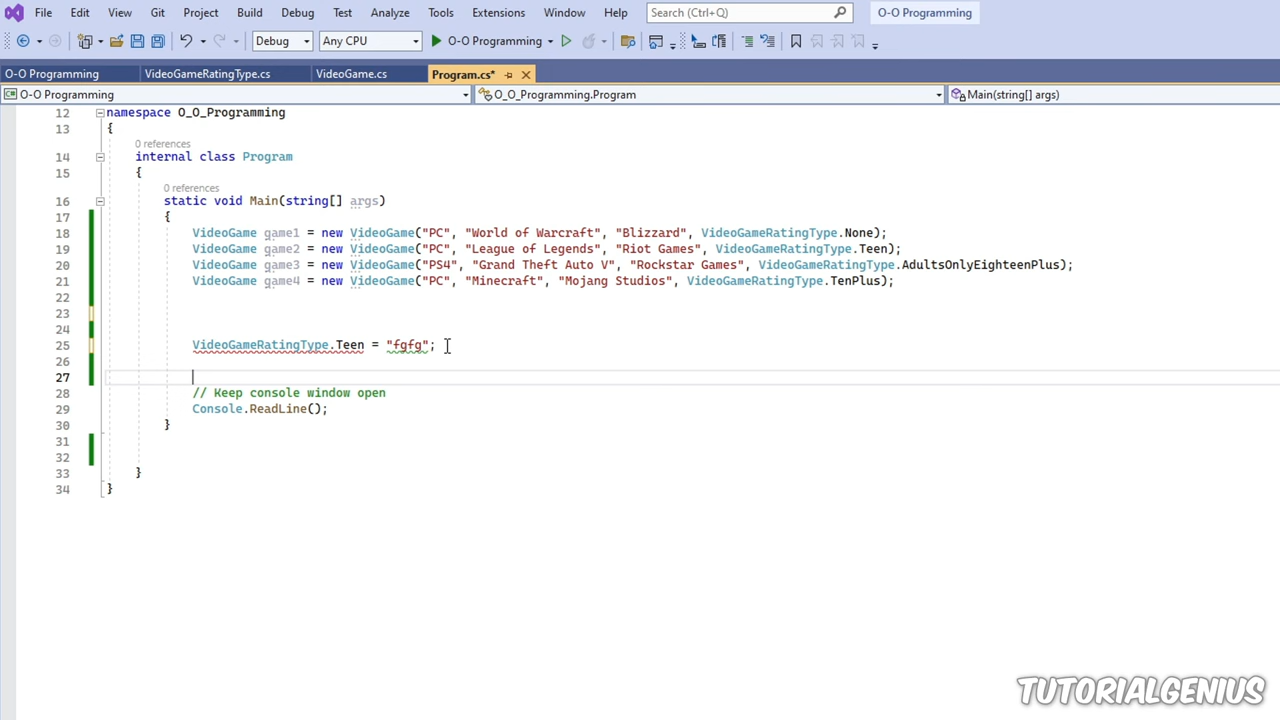 File Edit View Git Project Build Debug Test Analyze Tools Extensions Window Help Search (Ctrl+Q) O-O Programming
Debug Any CPU O-O Programming
O-O Programming VideoGameRatingType.cs VideoGame.cs Program.cs*
O-O Programming O_O_Programming.Program Main(string[] args)
12 namespace O_O_Programming
13 {
0 references
14 internal class Program
15 {
0 references
16 static void Main(string[] args)
17 {
18 VideoGame game1 = new VideoGame("PC", "World of Warcraft", "Blizzard", VideoGameRatingType.None);
19 VideoGame game2 = new VideoGame("PC", "League of Legends", "Riot Games", VideoGameRatingType.Teen);
20 VideoGame game3 = new VideoGame("PS4", "Grand Theft Auto V", "Rockstar Games", VideoGameRatingType.AdultsOnlyEighteenPlus);
21 VideoGame game4 = new VideoGame("PC", "Minecraft", "Mojang Studios", VideoGameRatingType.TenPlus);
22
23
24
25 VideoGameRatingType.Teen = "fgfg";
26
27
28 // Keep console window open
29 Console.ReadLine();
30 }
31
32
33 }
34 }
TUTORIALGENIUS